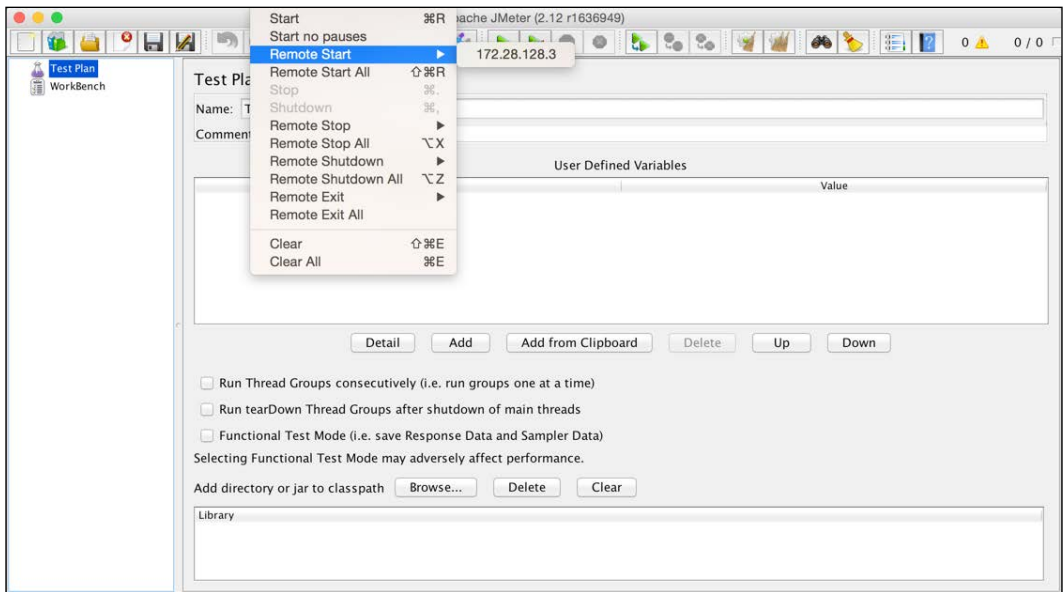 Start ⌘R
ache JMeter (2.12 r1636949)
Start no pauses
Remote Start
172.28.128.3
0
0 / 0
Remote Start All ⇧⌘R
Stop ⌘.
Shutdown ⌘,
Remote Stop
Remote Stop All ⌥X
Remote Shutdown
Remote Shutdown All ⌥Z
Remote Exit
Remote Exit All
Clear ⇧⌘E
Clear All ⌘E
Test Plan
WorkBench
Test Pla
Name: T
Comment
User Defined Variables
Value
Detail Add Add from Clipboard Delete Up Down
Run Thread Groups consecutively (i.e. run groups one at a time)
Run tearDown Thread Groups after shutdown of main threads
Functional Test Mode (i.e. save Response Data and Sampler Data)
Selecting Functional Test Mode may adversely affect performance.
Add directory or jar to classpath Browse... Delete Clear
Library